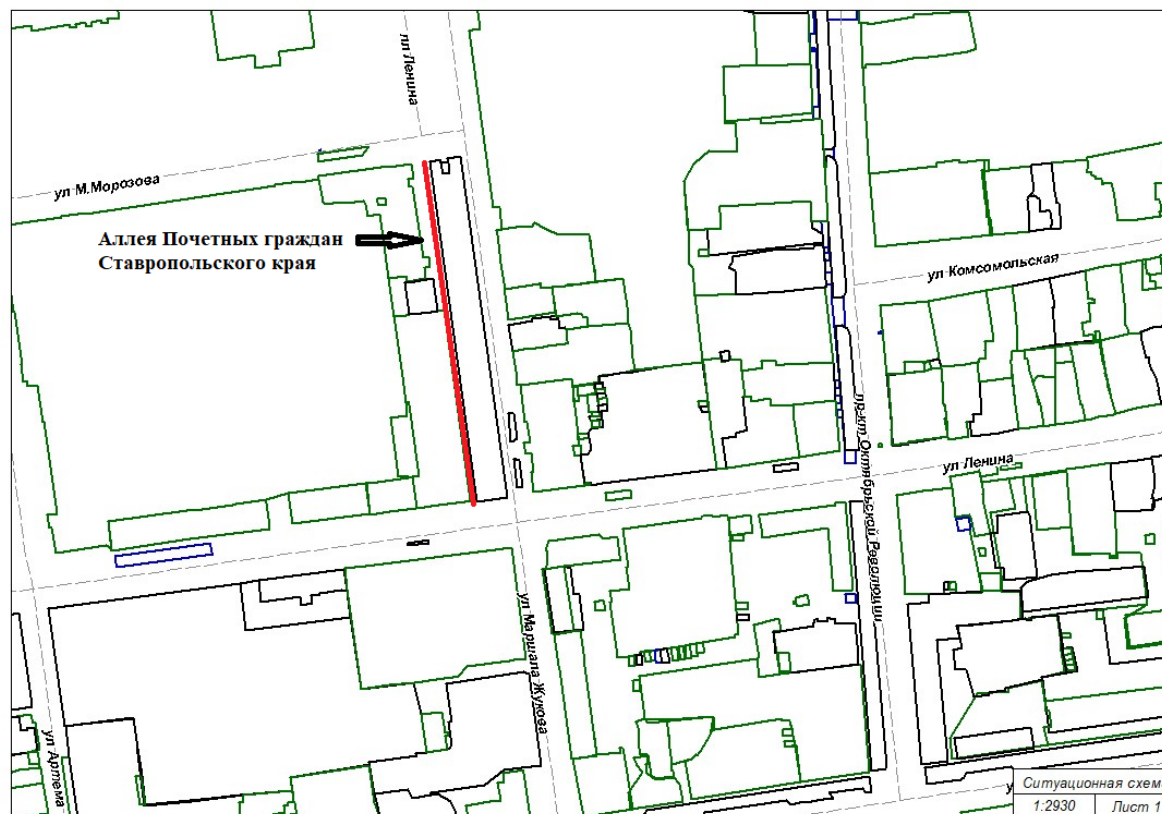 пл Ленина
ул М.Морозова
Аллея Почетных граждан
Ставропольского края
ул Комсомольская
пр-кт Октябрьской Революции
ул Ленина
ул Маршала Жукова
ул Артема
Ситуационная схем
1:2930
Лист 1